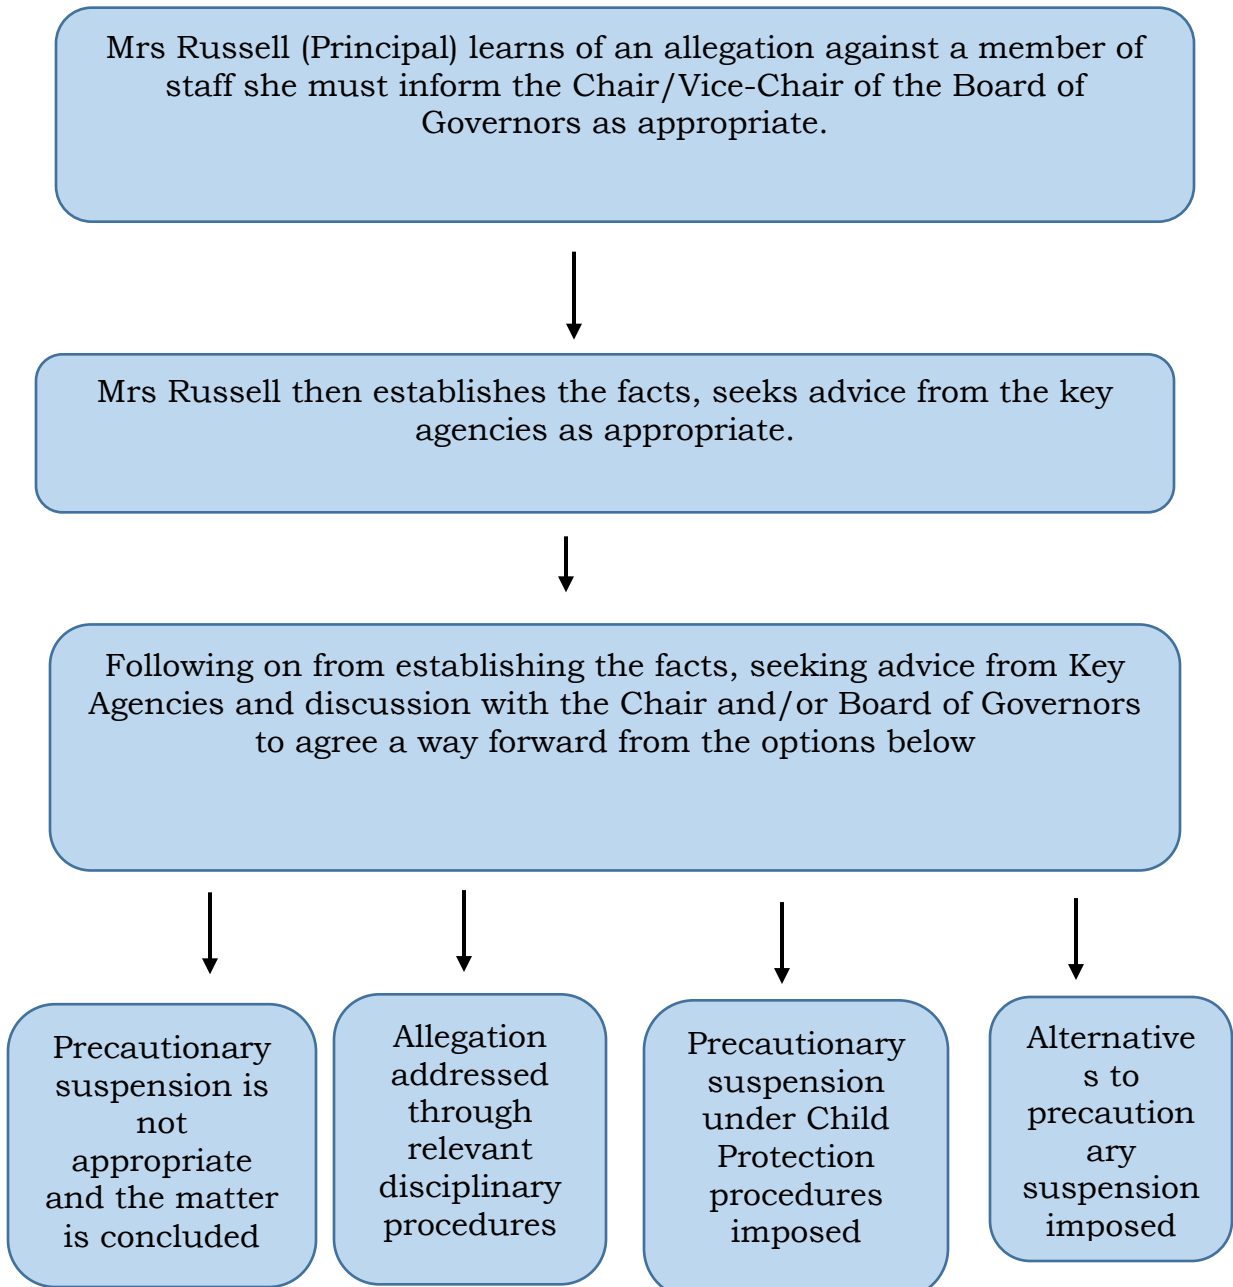 Mrs Russell (Principal) learns of an allegation against a member of
staff she must inform the Chair/Vice-Chair of the Board of
Governors as appropriate.
Mrs Russell then establishes the facts, seeks advice from the key
agencies as appropriate.
Following on from establishing the facts, seeking advice from Key
Agencies and discussion with the Chair and/or Board of Governors
to agree a way forward from the options below
Precautionary
suspension is
not
appropriate
and the matter
is concluded
Allegation
addressed
through
relevant
disciplinary
procedures
Precautionary
suspension
under Child
Protection
procedures
imposed
Alternative
s to
precaution
ary
suspension
imposed